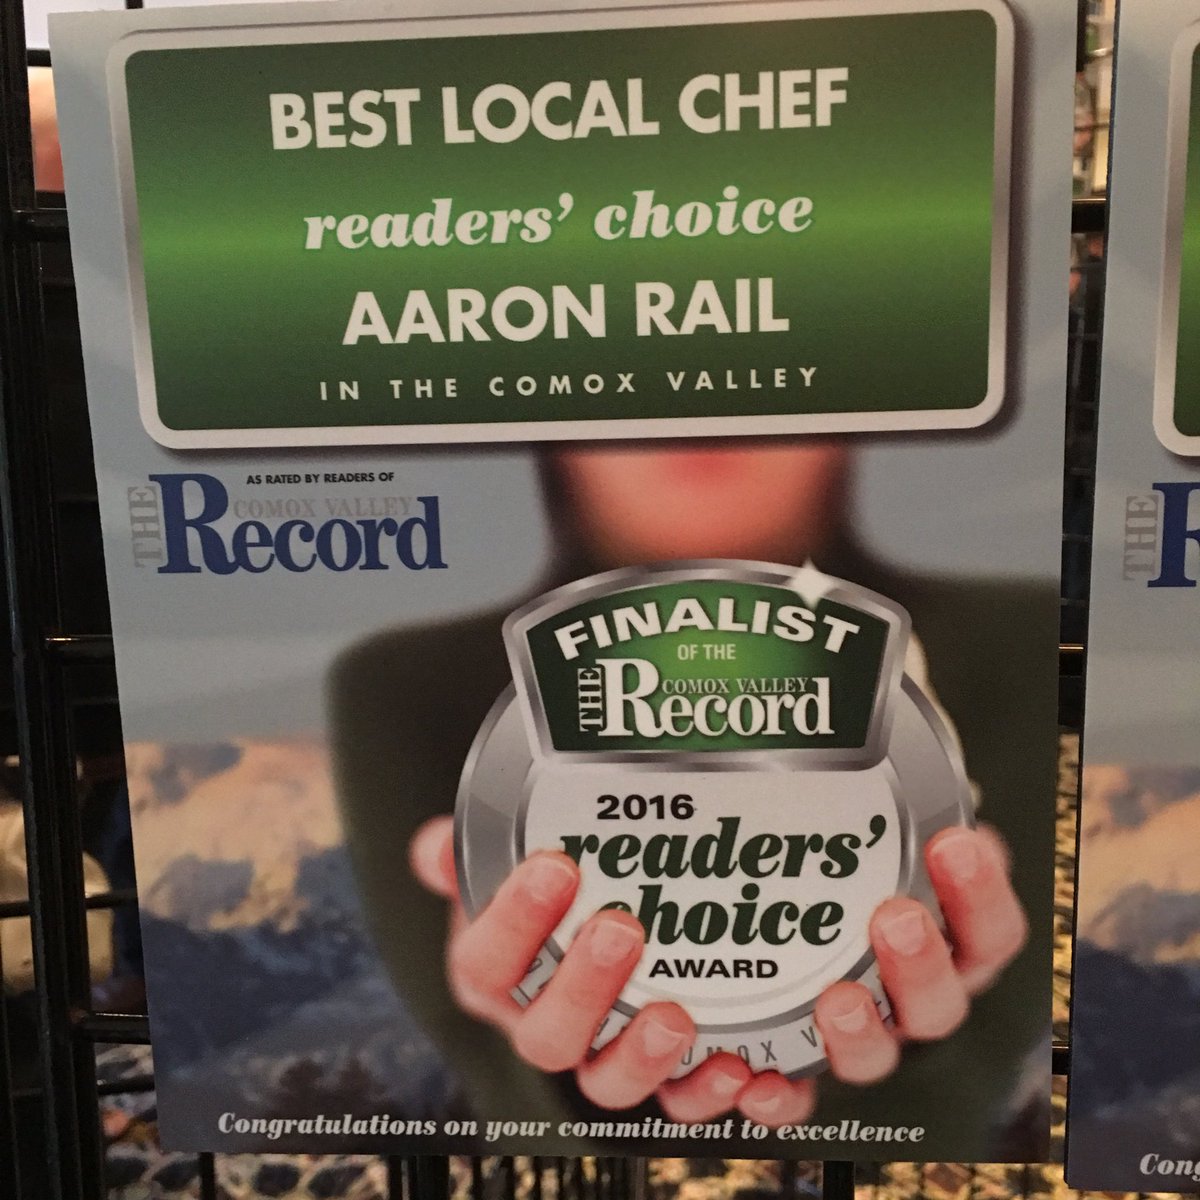 BEST LOCAL CHEF
readers' choice
AARON RAIL
IN THE COMOX VALLEY
AS RATED BY READERS OF
THE
COMOX VALLEY
Record
FINALIST
OF THE
THE
COMOX VALLEY
Record
2016
readers'
choice
AWARD
Congratulations on your commitment to excellence
THE